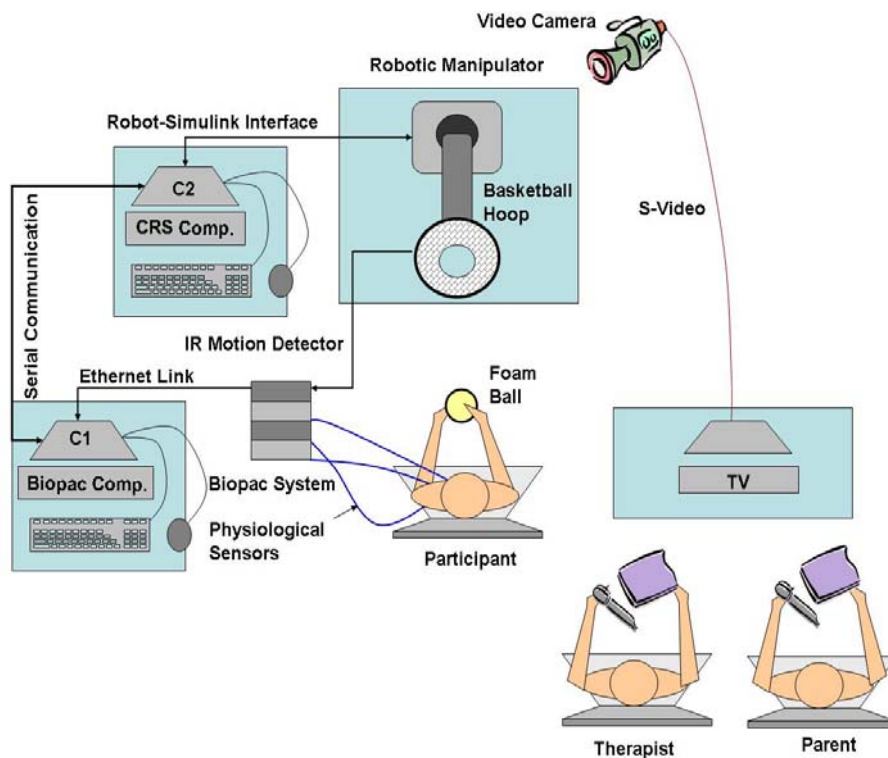 Video Camera
Robotic Manipulator
Robot-Simulink Interface
C2
CRS Comp.
Basketball
Hoop
S-Video
Serial Communication
IR Motion Detector
Ethernet Link
Foam
Ball
C1
Biopac Comp.
Biopac System
TV
Physiological
Sensors
Participant
Therapist
Parent